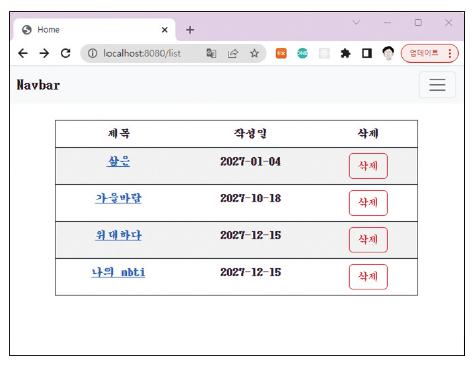 Home
localhost:8080/list
업데이트
Navbar
제목 작성일 삭제
삶은 2027-01-04 삭제
가을바람 2027-10-18 삭제
위대하다 2027-12-15 삭제
나의 mbti 2027-12-15 삭제